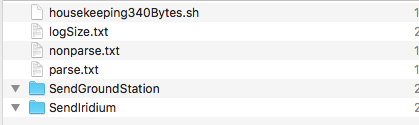 housekeeping340Bytes.sh
logSize.txt
nonparse.txt
parse.txt
SendGroundStation
SendIridium